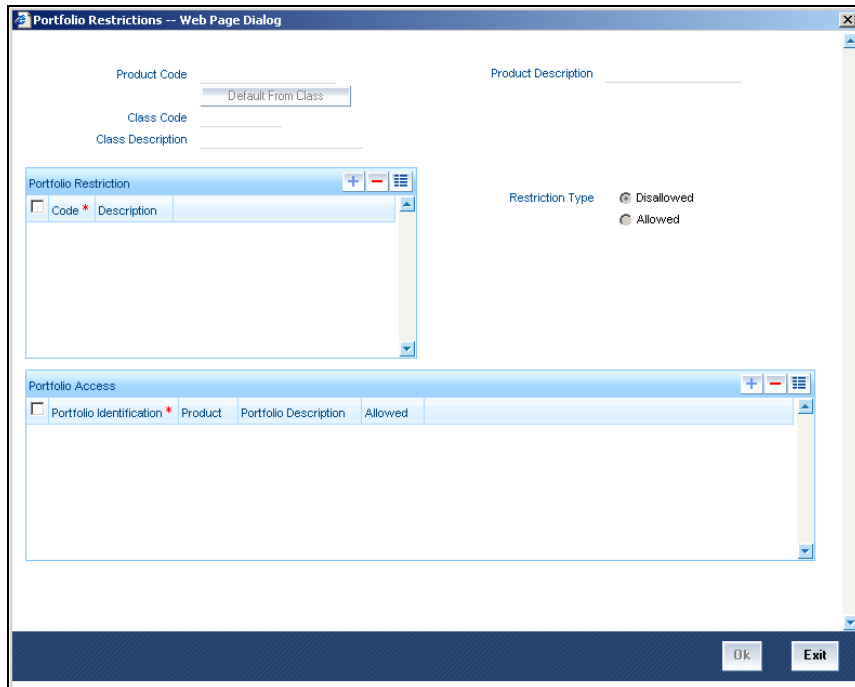 Portfolio Restrictions -- Web Page Dialog
Product Code
Product Description
Default From Class
Class Code
Class Description
Portfolio Restriction
Code * Description
Restriction Type
Disallowed
Allowed
Portfolio Access
Portfolio Identification * Product Portfolio Description Allowed
Ok Exit